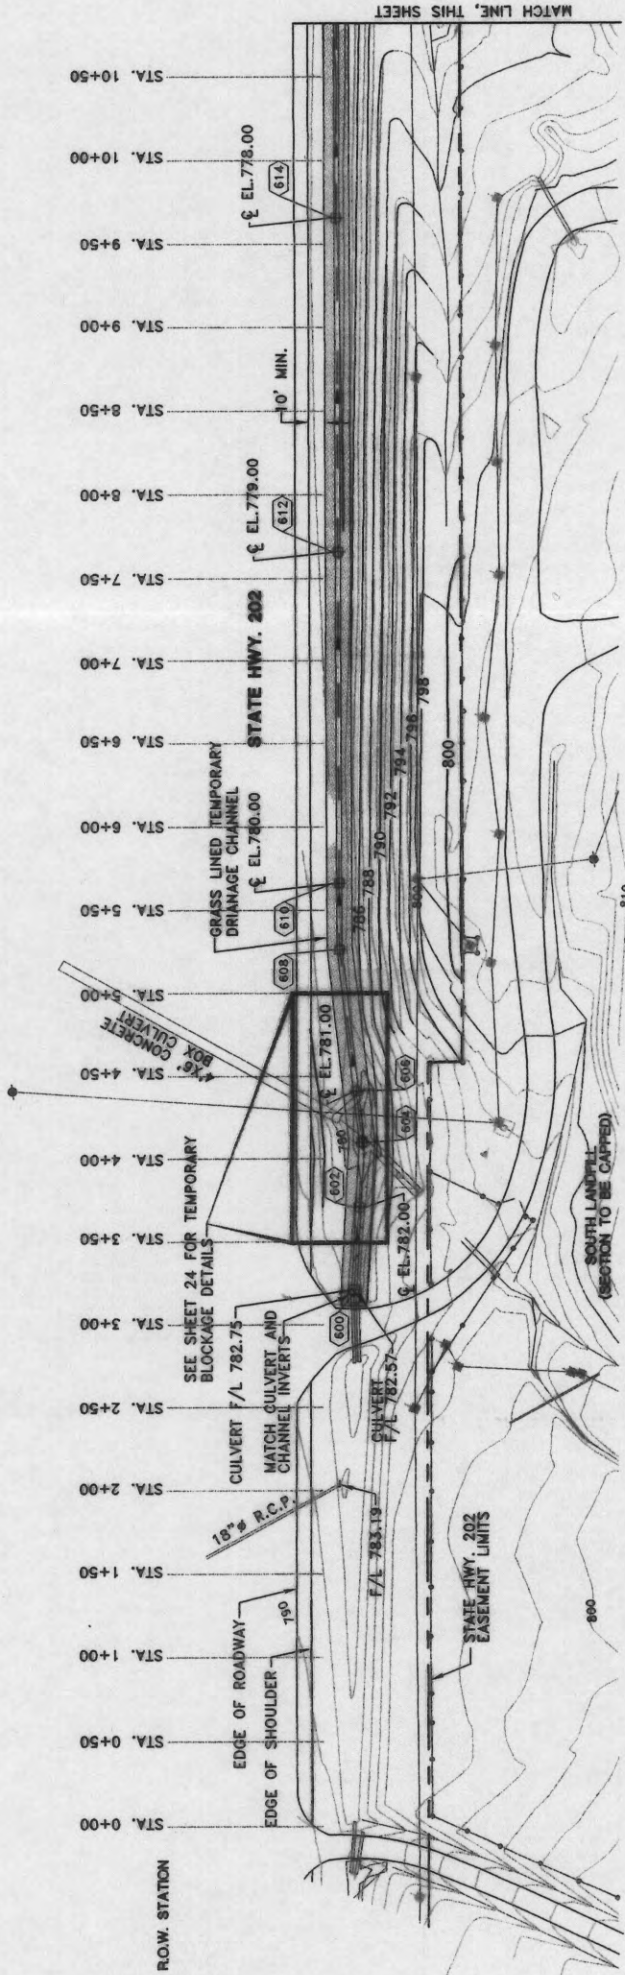 MATCH LINE, THIS SHEET
R.O.W. STATION
STA. 0+00
STA. 0+50
STA. 1+00
STA. 1+50
STA. 2+00
STA. 2+50
STA. 3+00
STA. 3+50
STA. 4+00
STA. 4+50
STA. 5+00
STA. 5+50
STA. 6+00
STA. 6+50
STA. 7+00
STA. 7+50
STA. 8+00
STA. 8+50
STA. 9+00
STA. 9+50
STA. 10+00
STA. 10+50
EDGE OF ROADWAY
790
EDGE OF SHOULDER
18"ø R.C.P.
F/L 783.19
STATE HWY. 202
EASEMENT LIMITS
800
SEE SHEET 24 FOR TEMPORARY
BLOCKAGE DETAILS
CULVERT F/L 782.75
MATCH CULVERT AND
CHANNEL INVERTS
600
CULVERT
F/L 782.57
℄ EL.782.00
602
780
604
606
℄ EL.781.00
4'X6' CONCRETE
BOX CULVERT
SOUTH LANDFILL
(SECTION TO BE CAPPED)
608
610
GRASS LINED TEMPORARY
DRIANAGE CHANNEL
℄ EL.780.00
STATE HWY. 202
786
788
790
792
794
796
798
800
800
810
612
℄ EL.779.00
10' MIN.
℄ EL.778.00
614